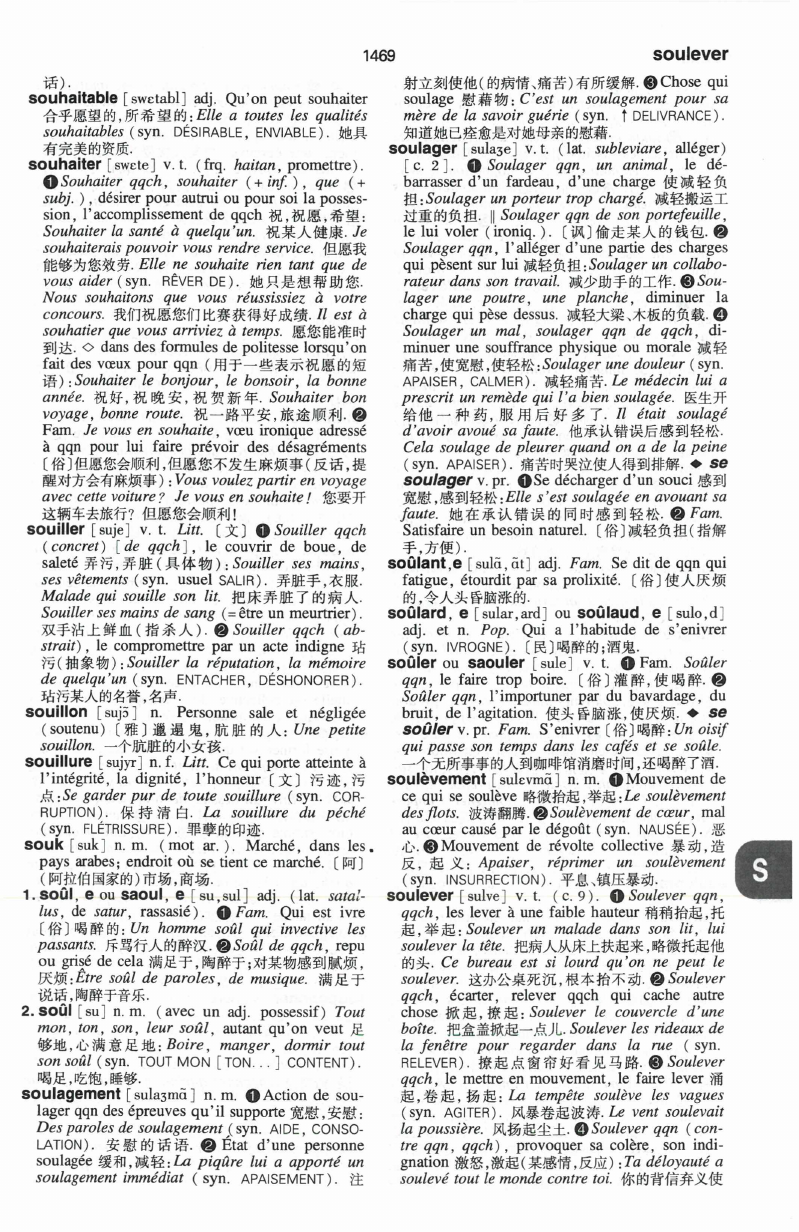 1469
soulever
话).
souhaitable [swεtabl] adj. Qu'on peut souhaiter
合乎愿望的,所希望的:Elle a toutes les qualités
souhaitables (syn. DÉSIRABLE, ENVIABLE). 她具
有完美的资质.
souhaiter [swεte] v. t. (frq. haitan, promettre).
❶ Souhaiter qqch, souhaiter (+ inf.), que (+
subj.), désirer pour autrui ou pour soi la posses-
sion, l'accomplissement de qqch 祝,祝愿,希望:
Souhaiter la santé à quelqu'un. 祝某人健康. Je
souhaiterais pouvoir vous rendre service. 但愿我
能够为您效劳. Elle ne souhaite rien tant que de
vous aider (syn. RÊVER DE). 她只是想帮助您.
Nous souhaitons que vous réussissiez à votre
concours. 我们祝愿您们比赛获得好成绩. Il est à
souhatier que vous arriviez à temps. 愿您能准时
到达. ◇ dans des formules de politesse lorsqu'on
fait des vœux pour qqn (用于一些表示祝愿的短
语):Souhaiter le bonjour, le bonsoir, la bonne
année. 祝好,祝晚安,祝贺新年. Souhaiter bon
voyage, bonne route. 祝一路平安,旅途顺利. ❷
Fam. Je vous en souhaite, vœu ironique adressé
à qqn pour lui faire prévoir des désagréments
〔俗〕但愿您会顺利,但愿您不发生麻烦事(反话,提
醒对方会有麻烦事):Vous voulez partir en voyage
avec cette voiture? Je vous en souhaite! 您要开
这辆车去旅行? 但愿您会顺利!
souiller [suje] v. t. Litt. 〔文〕 ❶ Souiller qqch
(concret) [de qqch], le couvrir de boue, de
saleté 弄污,弄脏(具体物):Souiller ses mains,
ses vêtements (syn. usuel SALIR). 弄脏手,衣服.
Malade qui souille son lit. 把床弄脏了的病人.
Souiller ses mains de sang (=être un meurtrier).
双手沾上鲜血(指杀人). ❷ Souiller qqch (ab-
strait), le compromettre par un acte indigne 玷
污(抽象物):Souiller la réputation, la mémoire
de quelqu'un (syn. ENTACHER, DÉSHONORER).
玷污某人的名誉,名声.
souillon [sujɔ̃] n. Personne sale et négligée
(soutenu) 〔雅〕邋遢鬼,肮脏的人: Une petite
souillon. 一个肮脏的小女孩.
souillure [sujyr] n. f. Litt. Ce qui porte atteinte à
l'intégrité, la dignité, l'honneur 〔文〕污迹,污
点:Se garder pur de toute souillure (syn. COR-
RUPTION). 保持清白. La souillure du péché
(syn. FLÉTRISSURE). 罪孽的印迹.
souk [suk] n. m. (mot ar.). Marché, dans les
pays arabes; endroit où se tient ce marché. 〔阿〕
(阿拉伯国家的)市场,商场.
1. soûl, e ou saoul, e [su,sul] adj. (lat. satal-
lus, de satur, rassasié). ❶ Fam. Qui est ivre
〔俗〕喝醉的: Un homme soûl qui invective les
passants. 斥骂行人的醉汉. ❷ Soûl de qqch, repu
ou grisé de cela 满足于,陶醉于;对某物感到腻烦,
厌烦:Être soûl de paroles, de musique. 满足于
说话,陶醉于音乐.
2. soûl [su] n. m. (avec un adj. possessif) Tout
mon, ton, son, leur soûl, autant qu'on veut 足
够地,心满意足地: Boire, manger, dormir tout
son soûl (syn. TOUT MON [TON...] CONTENT).
喝足,吃饱,睡够.
soulagement [sulaʒmɑ̃] n. m. ❶ Action de sou-
lager qqn des épreuves qu'il supporte 宽慰,安慰:
Des paroles de soulagement (syn. AIDE, CONSO-
LATION). 安慰的话语. ❷ État d'une personne
soulagée 缓和,减轻:La piqûre lui a apporté un
soulagement immédiat (syn. APAISEMENT). 注
射立刻使他(的病情、痛苦)有所缓解. ❸ Chose qui
soulage 慰藉物: C'est un soulagement pour sa
mère de la savoir guérie (syn. ↑ DELIVRANCE).
知道她已痊愈是对她母亲的慰藉.
soulager [sulaʒe] v. t. (lat. subleviare, alléger)
[c. 2]. ❶ Soulager qqn, un animal, le dé-
barrasser d'un fardeau, d'une charge 使减轻负
担:Soulager un porteur trop chargé. 减轻搬运工
过重的负担. ‖ Soulager qqn de son portefeuille,
le lui voler (ironiq.). 〔讽〕偷走某人的钱包. ❷
Soulager qqn, l'alléger d'une partie des charges
qui pèsent sur lui 减轻负担:Soulager un collabo-
rateur dans son travail. 减少助手的工作. ❸ Sou-
lager une poutre, une planche, diminuer la
charge qui pèse dessus. 减轻大梁、木板的负载. ❹
Soulager un mal, soulager qqn de qqch, di-
minuer une souffrance physique ou morale 减轻
痛苦,使宽慰,使轻松:Soulager une douleur (syn.
APAISER, CALMER). 减轻痛苦. Le médecin lui a
prescrit un remède qui l'a bien soulagée. 医生开
给他一种药,服用后好多了. Il était soulagé
d'avoir avoué sa faute. 他承认错误后感到轻松.
Cela soulage de pleurer quand on a de la peine
(syn. APAISER). 痛苦时哭泣使人得到排解. ◆ se
soulager v. pr. ❶ Se décharger d'un souci 感到
宽慰,感到轻松:Elle s'est soulagée en avouant sa
faute. 她在承认错误的同时感到轻松. ❷ Fam.
Satisfaire un besoin naturel. 〔俗〕减轻负担(指解
手,方便).
soûlant,e [sulɑ̃,ɑ̃t] adj. Fam. Se dit de qqn qui
fatigue, étourdit par sa prolixité. 〔俗〕使人厌烦
的,令人头昏脑涨的.
soûlard, e [sular,ard] ou soûlaud, e [sulo,d]
adj. et n. Pop. Qui a l'habitude de s'enivrer
(syn. IVROGNE). 〔民〕喝醉的;酒鬼.
soûler ou saouler [sule] v. t. ❶ Fam. Soûler
qqn, le faire trop boire. 〔俗〕灌醉,使喝醉. ❷
Soûler qqn, l'importuner par du bavardage, du
bruit, de l'agitation. 使头昏脑涨,使厌烦. ◆ se
soûler v. pr. Fam. S'enivrer〔俗〕喝醉:Un oisif
qui passe son temps dans les cafés et se soûle.
一个无所事事的人到咖啡馆消磨时间,还喝醉了酒.
soulèvement [sulεvmɑ̃] n. m. ❶ Mouvement de
ce qui se soulève 略微抬起,举起:Le soulèvement
des flots. 波涛翻腾. ❷ Soulèvement de cœur, mal
au cœur causé par le dégoût (syn. NAUSÉE). 恶
心. ❸ Mouvement de révolte collective 暴动,造
反,起义: Apaiser, réprimer un soulèvement
(syn. INSURRECTION). 平息、镇压暴动.
S
soulever [sulve] v. t. (c. 9). ❶ Soulever qqn,
qqch, les lever à une faible hauteur 稍稍抬起,托
起,举起:Soulever un malade dans son lit, lui
soulever la tête. 把病人从床上扶起来,略微托起他
的头. Ce bureau est si lourd qu'on ne peut le
soulever. 这办公桌死沉,根本抬不动. ❷ Soulever
qqch, écarter, relever qqch qui cache autre
chose 掀起,撩起: Soulever le couvercle d'une
boîte. 把盒盖掀起一点儿. Soulever les rideaux de
la fenêtre pour regarder dans la rue (syn.
RELEVER). 撩起点窗帘好看见马路. ❸ Soulever
qqch, le mettre en mouvement, le faire lever 涌
起,卷起,扬起: La tempête soulève les vagues
(syn. AGITER). 风暴卷起波涛. Le vent soulevait
la poussière. 风扬起尘土. ❹ Soulever qqn (con-
tre qqn, qqch), provoquer sa colère, son indi-
gnation 激怒,激起(某感情,反应):Ta déloyauté a
soulevé tout le monde contre toi. 你的背信弃义使